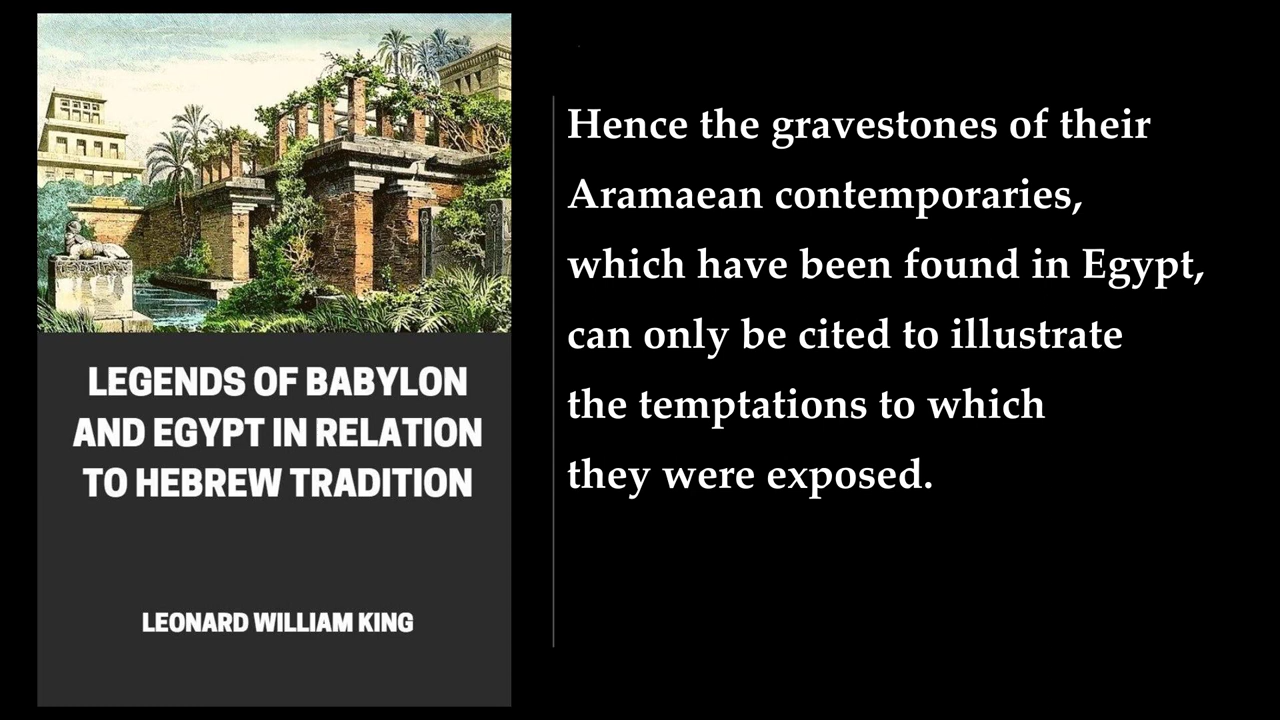 LEGENDS OF BABYLON
AND EGYPT IN RELATION
TO HEBREW TRADITION
LEONARD WILLIAM KING
Hence the gravestones of their
Aramaean contemporaries,
which have been found in Egypt,
can only be cited to illustrate
the temptations to which
they were exposed.